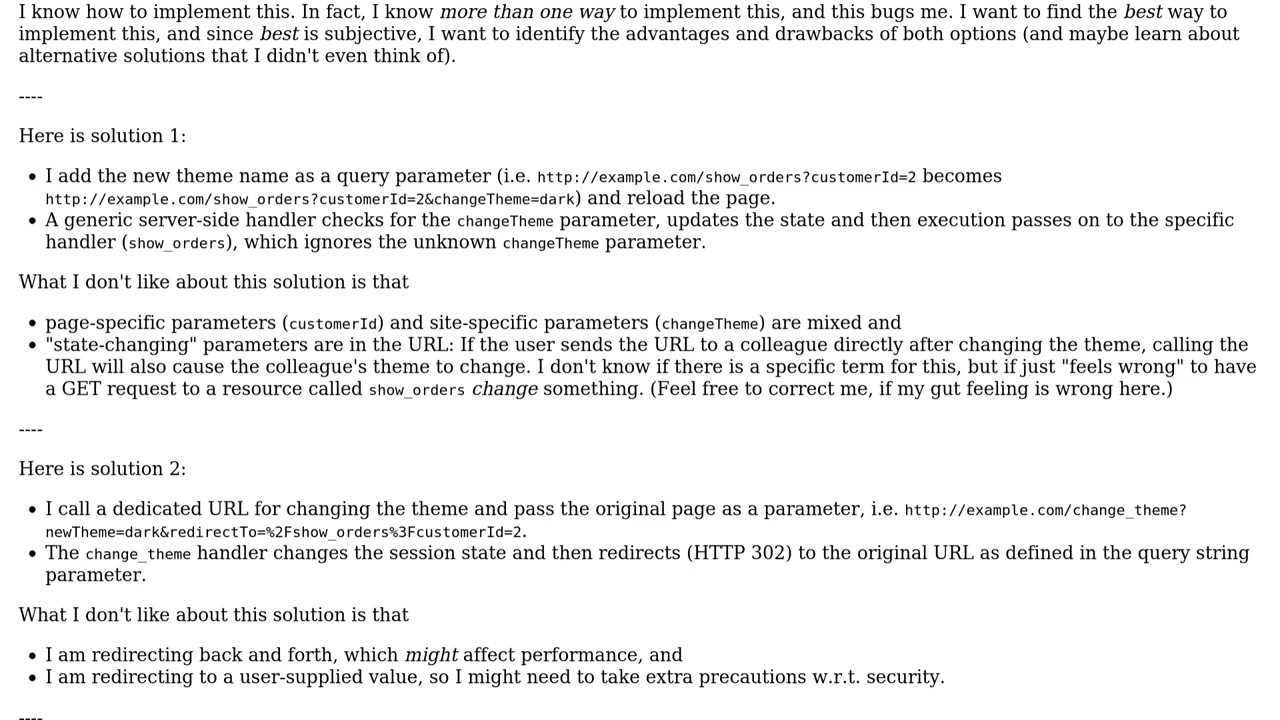 I know how to implement this. In fact, I know more than one way to implement this, and this bugs me. I want to find the best way to
implement this, and since best is subjective, I want to identify the advantages and drawbacks of both options (and maybe learn about
alternative solutions that I didn't even think of).
----
Here is solution 1:
• I add the new theme name as a query parameter (i.e. http://example.com/show_orders?customerId=2 becomes
http://example.com/show_orders?customerId=2&changeTheme=dark) and reload the page.
• A generic server-side handler checks for the changeTheme parameter, updates the state and then execution passes on to the specific
handler (show_orders), which ignores the unknown changeTheme parameter.
What I don't like about this solution is that
• page-specific parameters (customerId) and site-specific parameters (changeTheme) are mixed and
• "state-changing" parameters are in the URL: If the user sends the URL to a colleague directly after changing the theme, calling the
URL will also cause the colleague's theme to change. I don't know if there is a specific term for this, but if just "feels wrong" to have
a GET request to a resource called show_orders change something. (Feel free to correct me, if my gut feeling is wrong here.)
----
Here is solution 2:
• I call a dedicated URL for changing the theme and pass the original page as a parameter, i.e. http://example.com/change_theme?
newTheme=dark&redirectTo=%2Fshow_orders%3FcustomerId=2.
• The change_theme handler changes the session state and then redirects (HTTP 302) to the original URL as defined in the query string
parameter.
What I don't like about this solution is that
• I am redirecting back and forth, which might affect performance, and
• I am redirecting to a user-supplied value, so I might need to take extra precautions w.r.t. security.
----